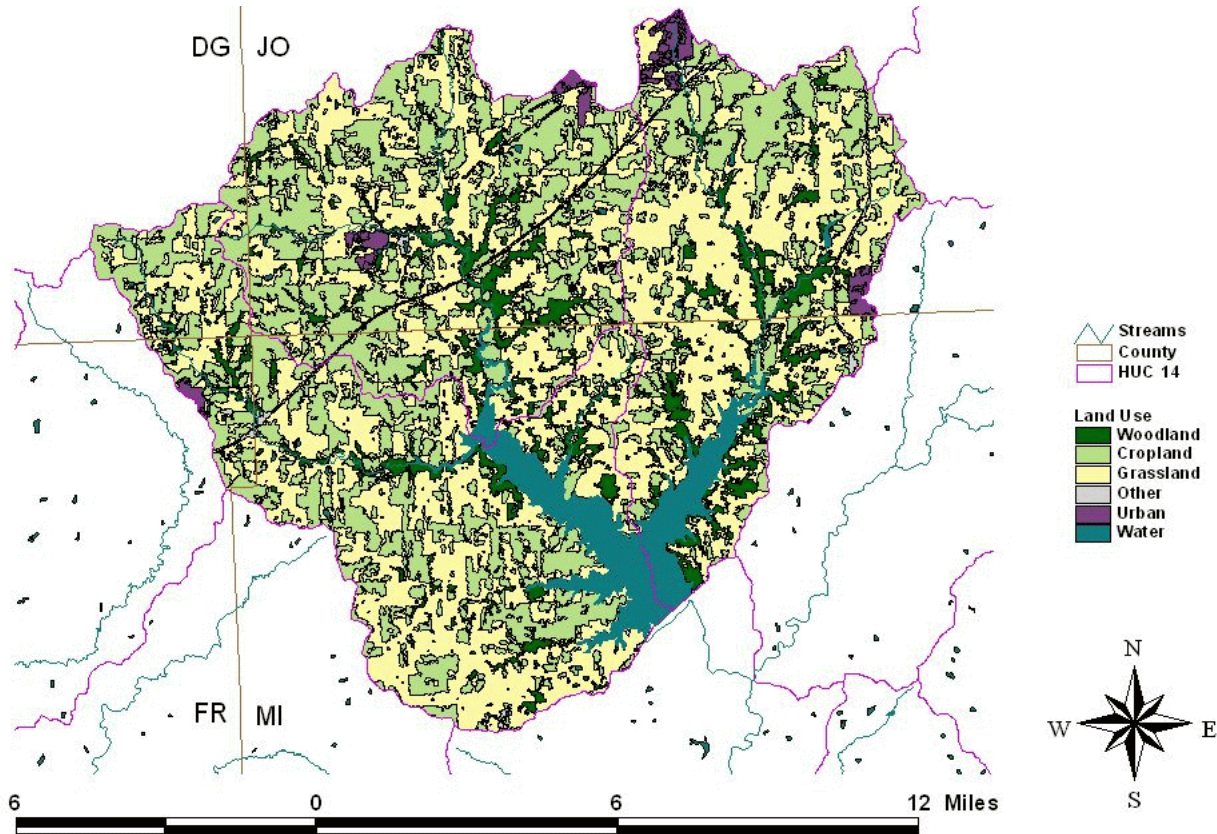 DG JO
Streams
County
HUC 14
Land Use
Woodland
Cropland
Grassland
Other
Urban
Water
FR MI
N
W E
S
6 0 6 12 Miles